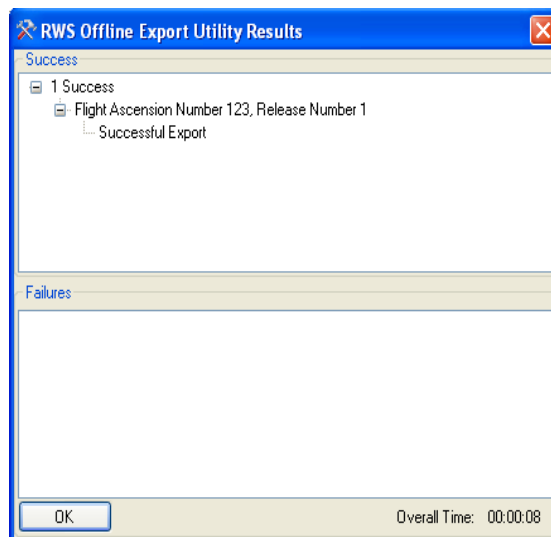 RWS Offline Export Utility Results
Success
1 Success
Flight Ascension Number 123, Release Number 1
Successful Export
Failures
OK
Overall Time: 00:00:08